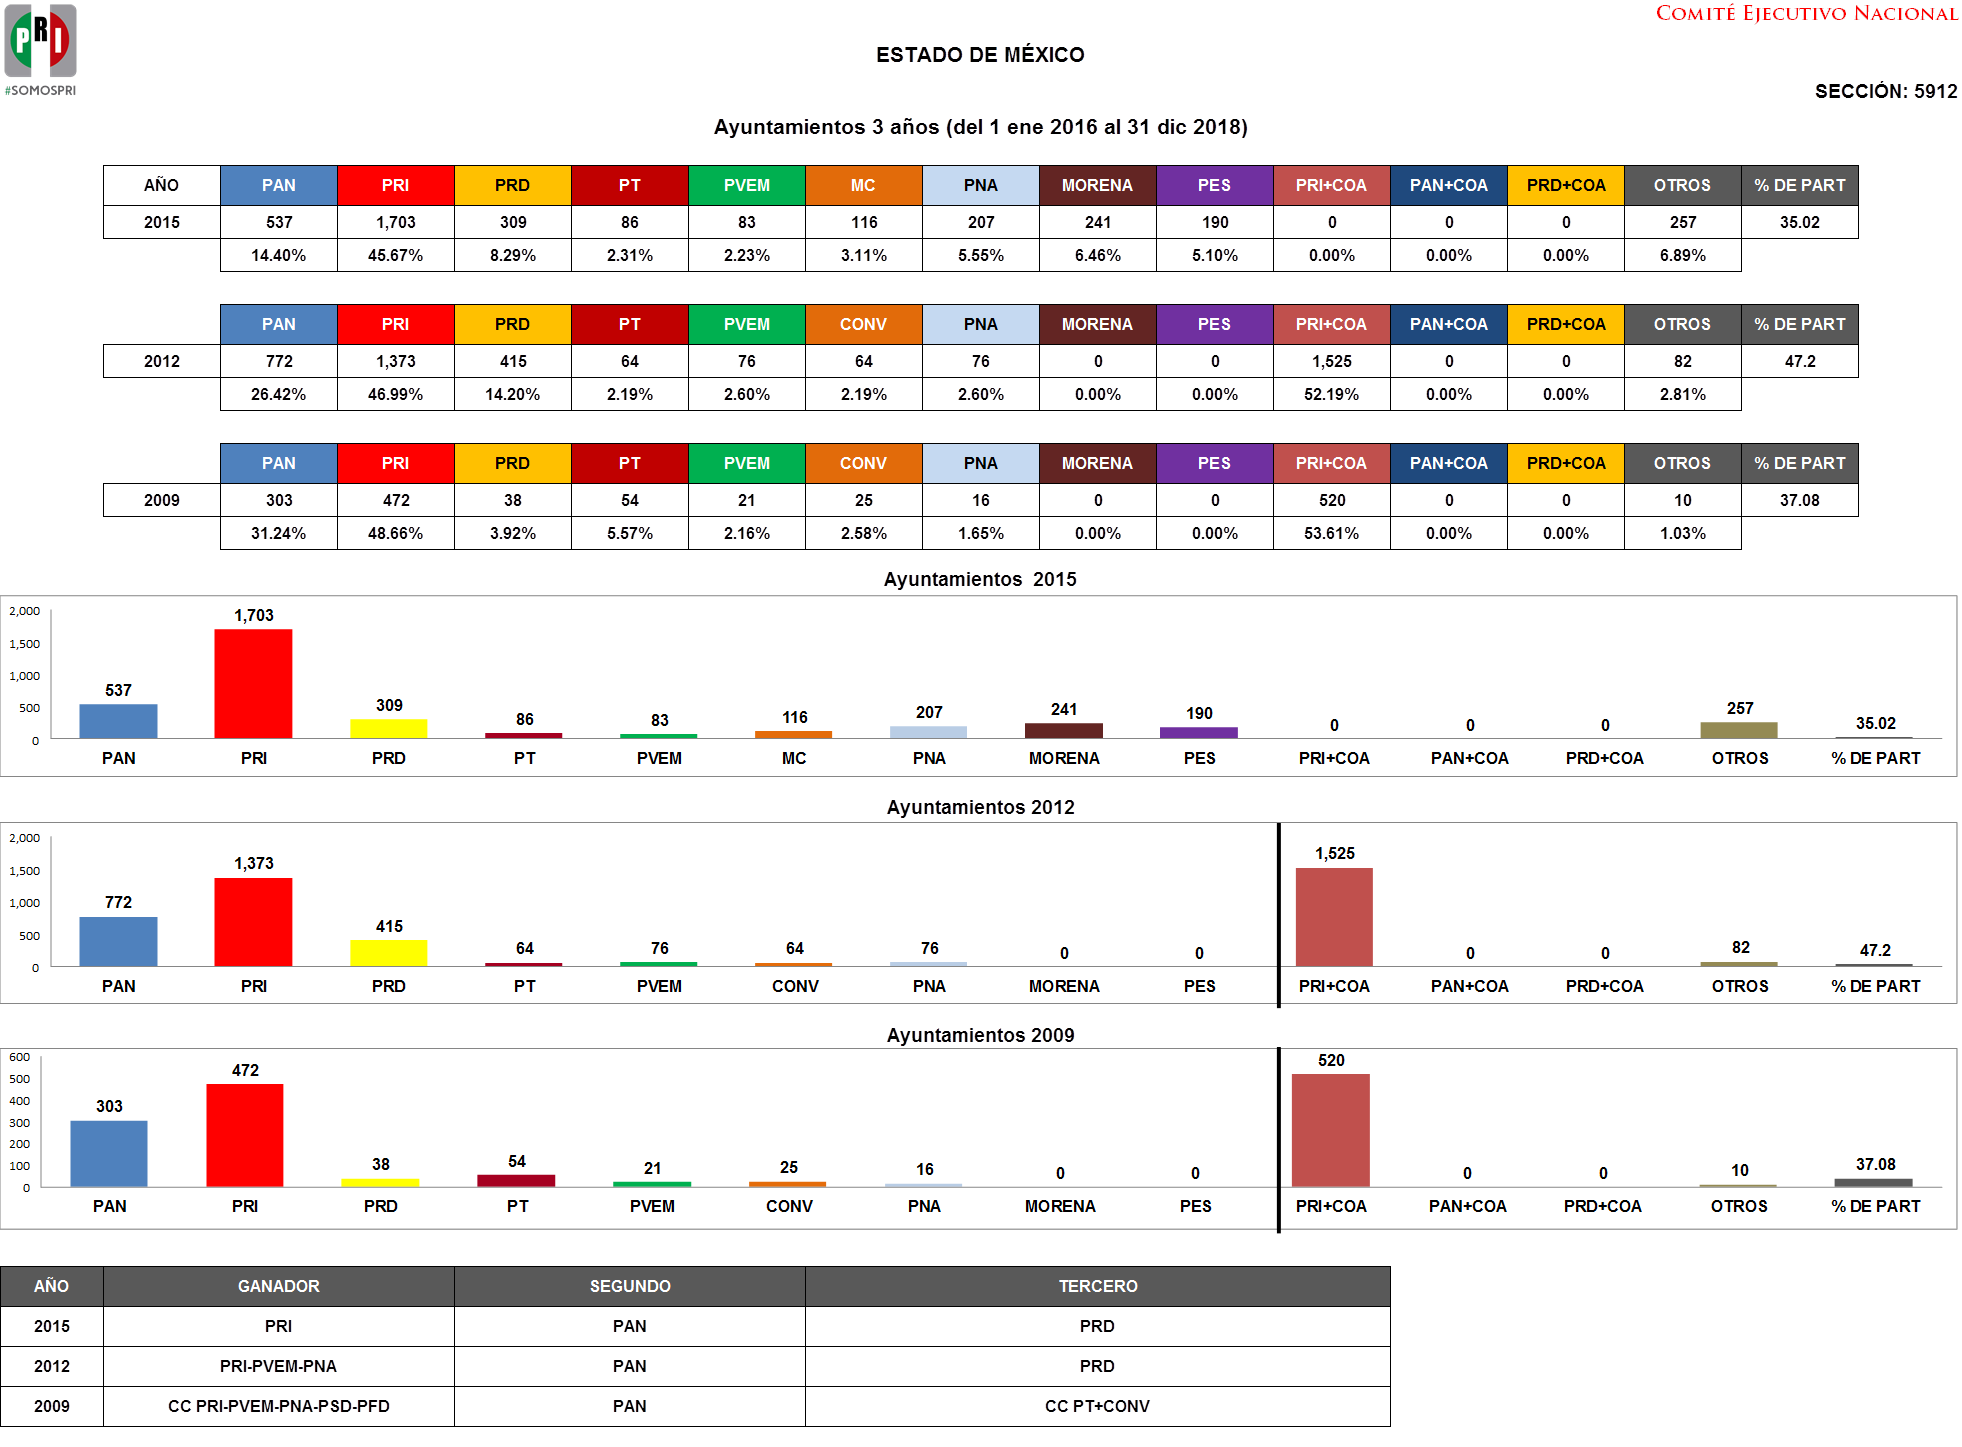 PRI
#SOMOSPRI
COMITÉ EJECUTIVO NACIONAL
ESTADO DE MÉXICO
SECCIÓN: 5912
Ayuntamientos 3 años (del 1 ene 2016 al 31 dic 2018)
AÑO PAN PRI PRD PT PVEM MC PNA MORENA PES PRI+COA PAN+COA PRD+COA OTROS % DE PART
2015 537 1,703 309 86 83 116 207 241 190 0 0 0 257 35.02
14.40% 45.67% 8.29% 2.31% 2.23% 3.11% 5.55% 6.46% 5.10% 0.00% 0.00% 0.00% 6.89%
PAN PRI PRD PT PVEM CONV PNA MORENA PES PRI+COA PAN+COA PRD+COA OTROS % DE PART
2012 772 1,373 415 64 76 64 76 0 0 1,525 0 0 82 47.2
26.42% 46.99% 14.20% 2.19% 2.60% 2.19% 2.60% 0.00% 0.00% 52.19% 0.00% 0.00% 2.81%
PAN PRI PRD PT PVEM CONV PNA MORENA PES PRI+COA PAN+COA PRD+COA OTROS % DE PART
2009 303 472 38 54 21 25 16 0 0 520 0 0 10 37.08
31.24% 48.66% 3.92% 5.57% 2.16% 2.58% 1.65% 0.00% 0.00% 53.61% 0.00% 0.00% 1.03%
Ayuntamientos 2015
2,000
1,500
1,000
500
0
537 1,703 309 86 83 116 207 241 190 0 0 0 257 35.02
PAN PRI PRD PT PVEM MC PNA MORENA PES PRI+COA PAN+COA PRD+COA OTROS % DE PART
Ayuntamientos 2012
2,000
1,500
1,000
500
0
772 1,373 415 64 76 64 76 0 0 1,525 0 0 82 47.2
PAN PRI PRD PT PVEM CONV PNA MORENA PES PRI+COA PAN+COA PRD+COA OTROS % DE PART
Ayuntamientos 2009
600
500
400
300
200
100
0
303 472 38 54 21 25 16 0 0 520 0 0 10 37.08
PAN PRI PRD PT PVEM CONV PNA MORENA PES PRI+COA PAN+COA PRD+COA OTROS % DE PART
AÑO GANADOR SEGUNDO TERCERO
2015 PRI PAN PRD
2012 PRI-PVEM-PNA PAN PRD
2009 CC PRI-PVEM-PNA-PSD-PFD PAN CC PT+CONV